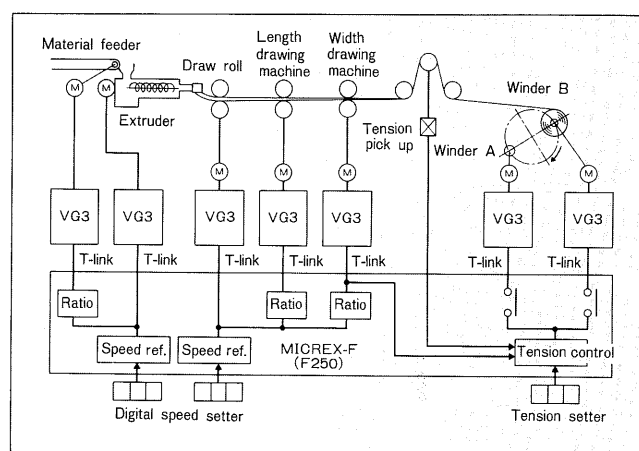 Material feeder
Draw roll
Length drawing machine
Width drawing machine
Extruder
Tension pick up
Winder A
Winder B
M
M
M
M
M
M
M
VG3
VG3
VG3
VG3
VG3
VG3
VG3
T-link
T-link
T-link
T-link
T-link
T-link
T-link
Ratio
Ratio
Ratio
Speed ref.
Speed ref.
MICREX-F
(F250)
Tension control
Digital speed setter
Tension setter